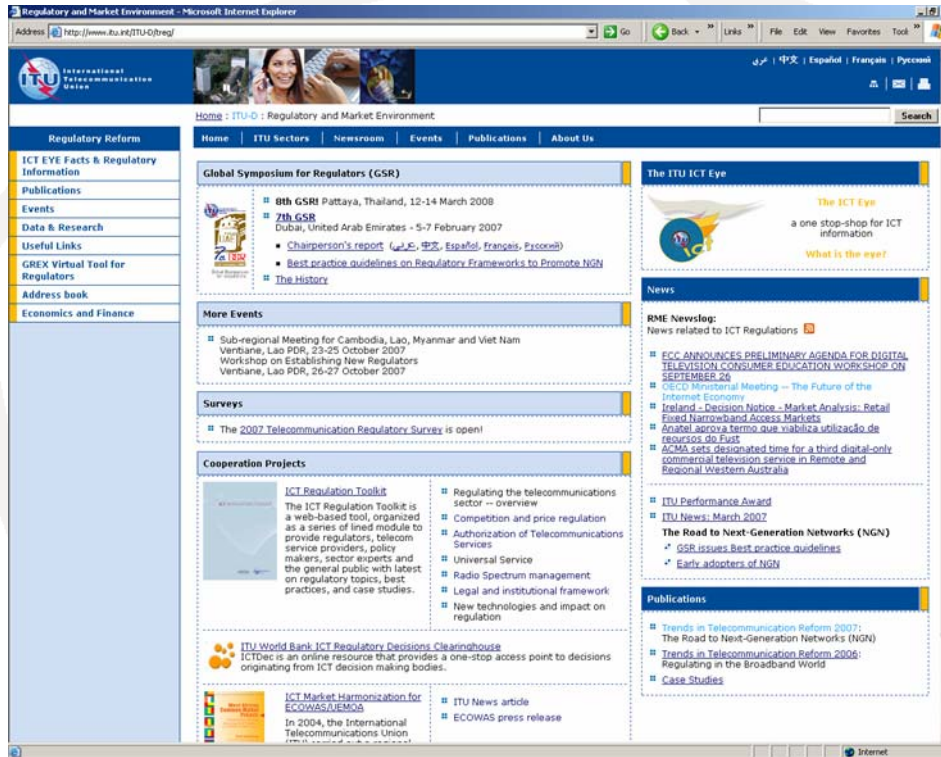 Regulatory and Market Environment - Microsoft Internet Explorer
Address http://www.itu.int/ITU-D/treg/ Go Back Links File Edit View Favorites Tools
International
Telecommunication
Union
ITU
عربي | 中文 | Español | Français | Русский
Home : ITU-D : Regulatory and Market Environment
Search
Home | ITU Sectors | Newsroom | Events | Publications | About Us
Regulatory Reform
ICT EYE Facts & Regulatory
Information
Publications
Events
Data & Research
Useful Links
GREX Virtual Tool for
Regulators
Address book
Economics and Finance
Global Symposium for Regulators (GSR)
8th GSR! Pattaya, Thailand, 12-14 March 2008
7th GSR
Dubai, United Arab Emirates - 5-7 February 2007
Chairperson's report (عربي, 中文, Español, Français, Русский)
Best practice guidelines on Regulatory Frameworks to Promote NGN
The History
More Events
Sub-regional Meeting for Cambodia, Lao, Myanmar and Viet Nam
Ventiane, Lao PDR, 23-25 October 2007
Workshop on Establishing New Regulators
Ventiane, Lao PDR, 26-27 October 2007
Surveys
The 2007 Telecommunication Regulatory Survey is open!
Cooperation Projects
ICT Regulation Toolkit
The ICT Regulation Toolkit is
a web-based tool, organized
as a series of lined module to
provide regulators, telecom
service providers, policy
makers, sector experts and
the general public with latest
on regulatory topics, best
practices, and case studies.
Regulating the telecommunications
sector -- overview
Competition and price regulation
Authorization of Telecommunications
Services
Universal Service
Radio Spectrum management
Legal and institutional framework
New technologies and impact on
regulation
ITU World Bank ICT Regulatory Decisions Clearinghouse
ICTDec is an online resource that provides a one-stop access point to decisions
originating from ICT decision making bodies.
ICT Market Harmonization for
ECOWAS/UEMOA
In 2004, the International
Telecommunications Union
ITU News article
ECOWAS press release
The ITU ICT Eye
ict
The ICT Eye
a one stop-shop for ICT
information
What is the eye?
News
RME Newslog:
News related to ICT Regulations
FCC ANNOUNCES PRELIMINARY AGENDA FOR DIGITAL
TELEVISION CONSUMER EDUCATION WORKSHOP ON
SEPTEMBER 26
OECD Ministerial Meeting -- The Future of the
Internet Economy
Ireland - Decision Notice - Market Analysis: Retail
Fixed Narrowband Access Markets
Anatel aprova termo que viabiliza utilização de
recursos do Fust
ACMA sets designated time for a third digital-only
commercial television service in Remote and
Regional Western Australia
ITU Performance Award
ITU News: March 2007
The Road to Next-Generation Networks (NGN)
GSR issues Best practice guidelines
Early adopters of NGN
Publications
Trends in Telecommunication Reform 2007:
The Road to Next-Generation Networks (NGN)
Trends in Telecommunication Reform 2006:
Regulating in the Broadband World
Case Studies
Internet